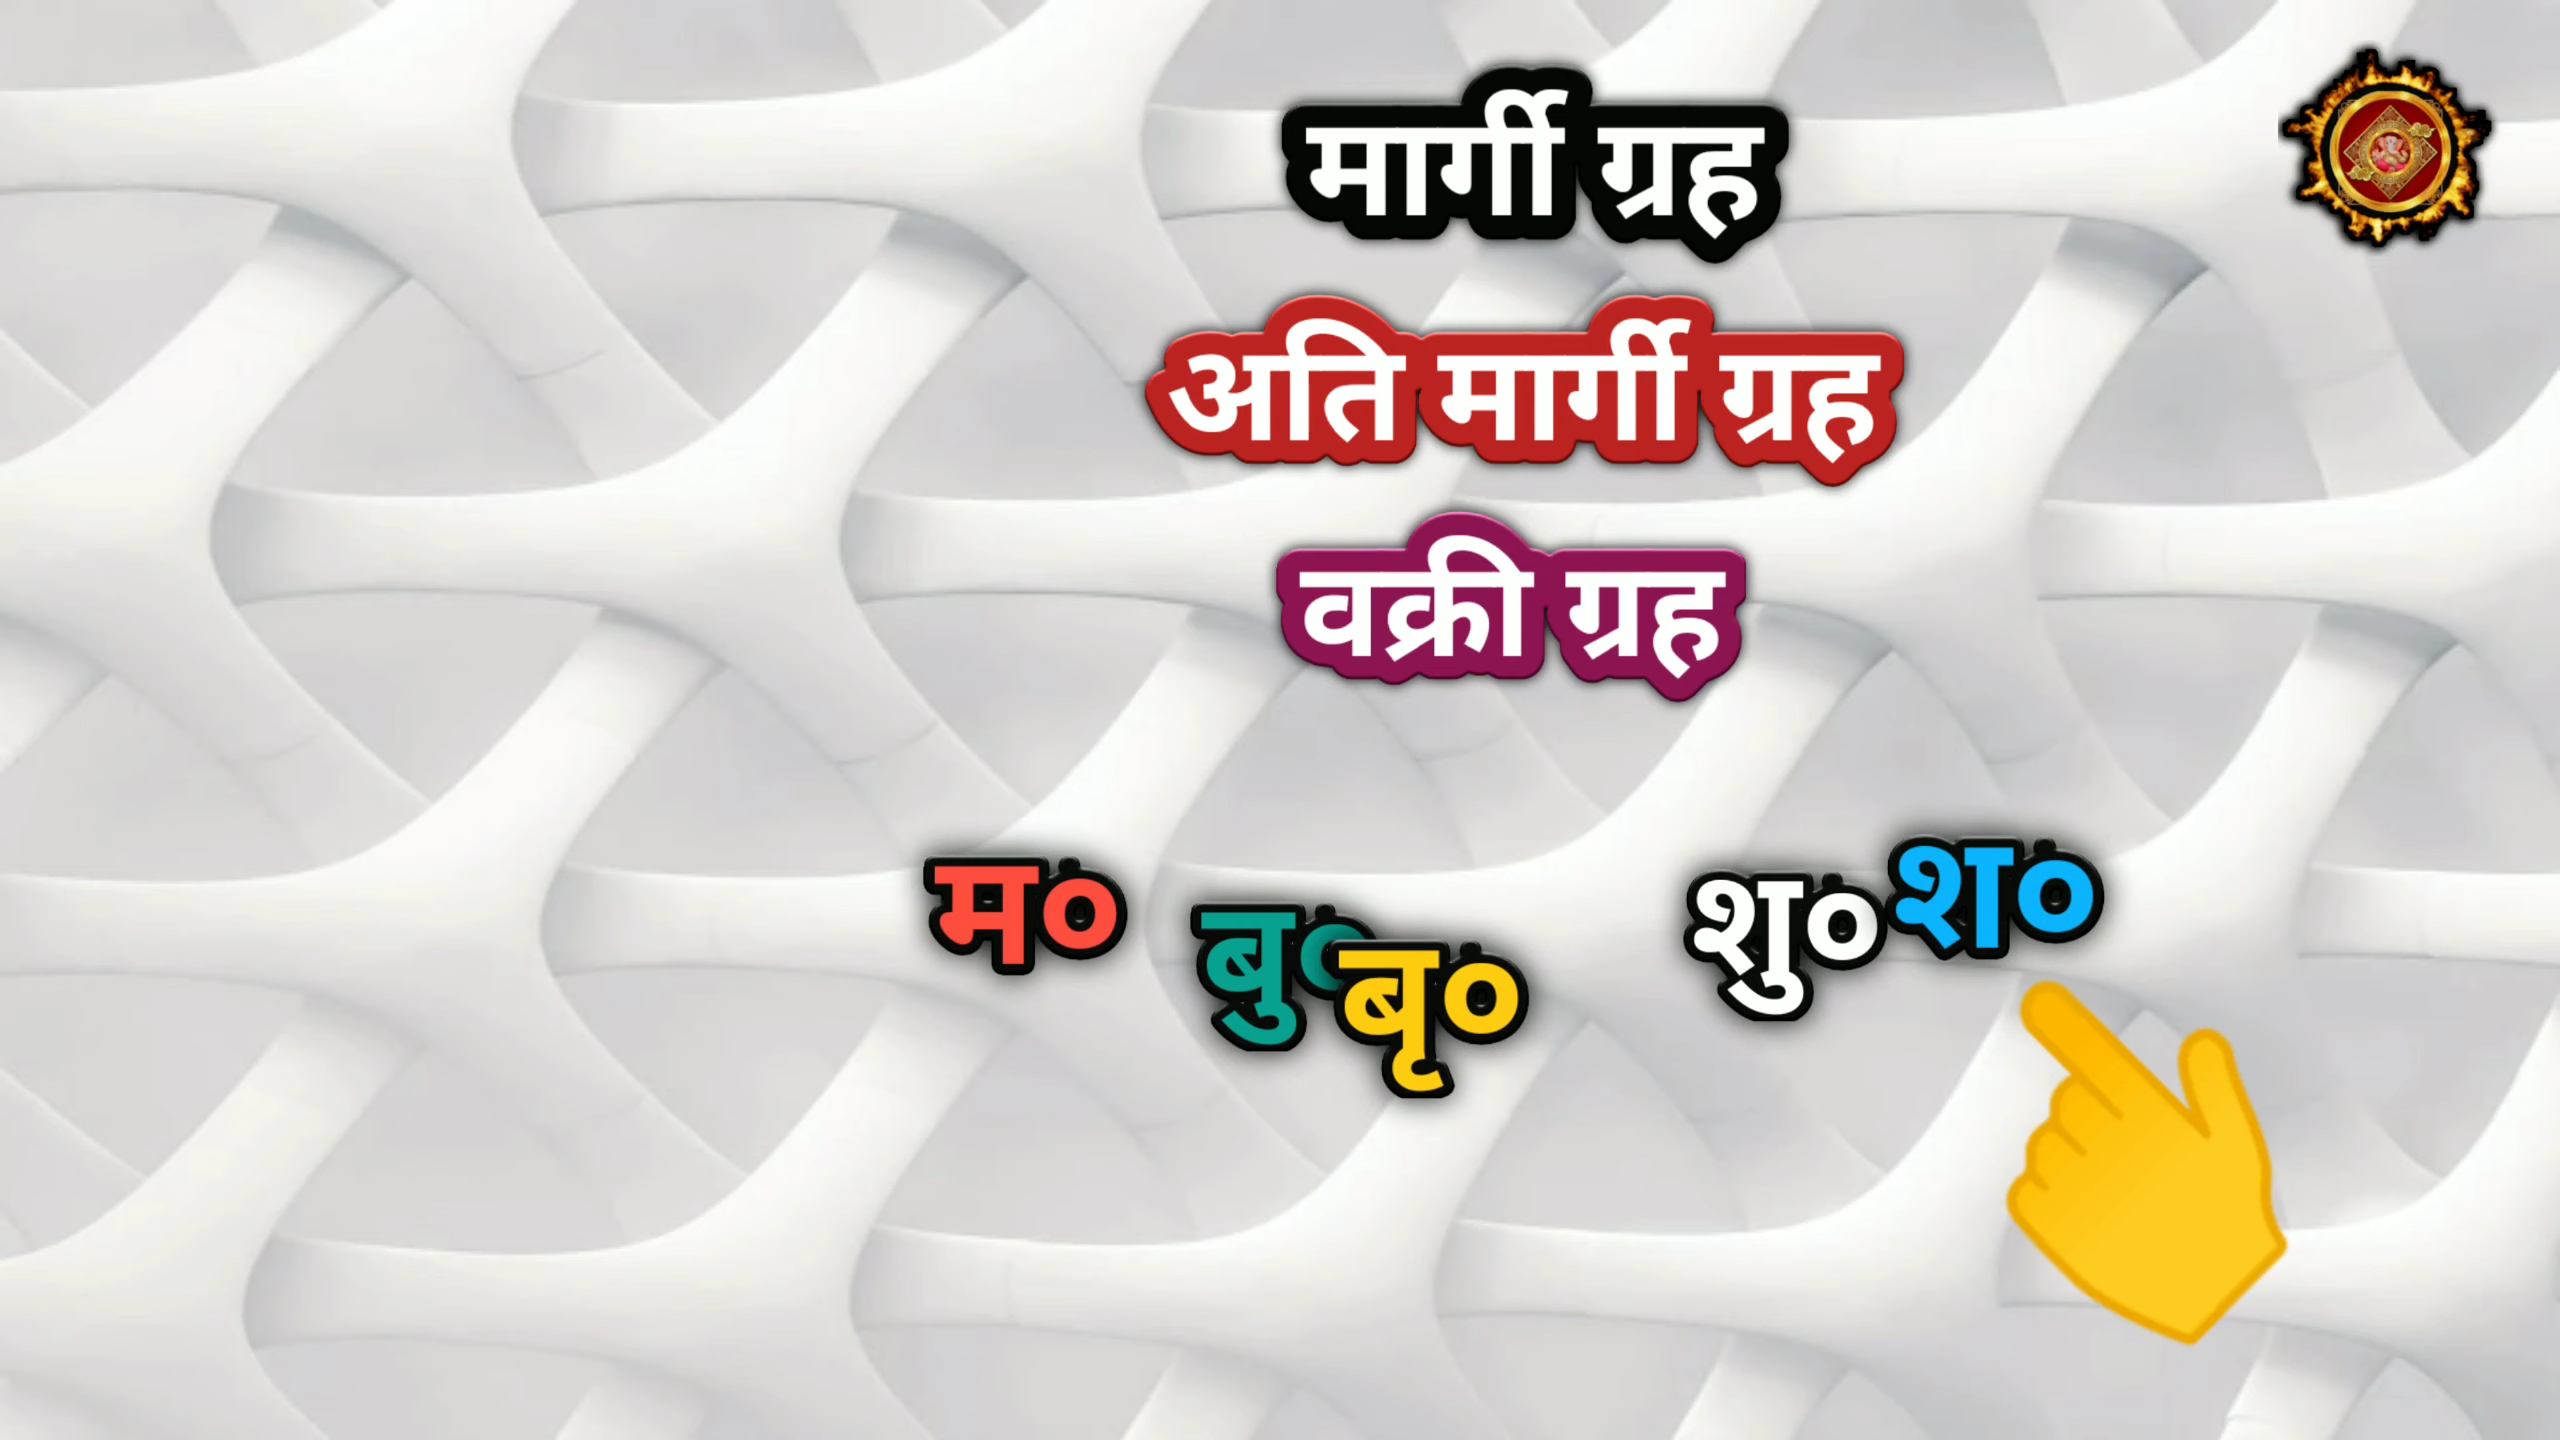 मार्गी ग्रह
अति मार्गी ग्रह
वक्री ग्रह
म० बु० बृ० शु० श०